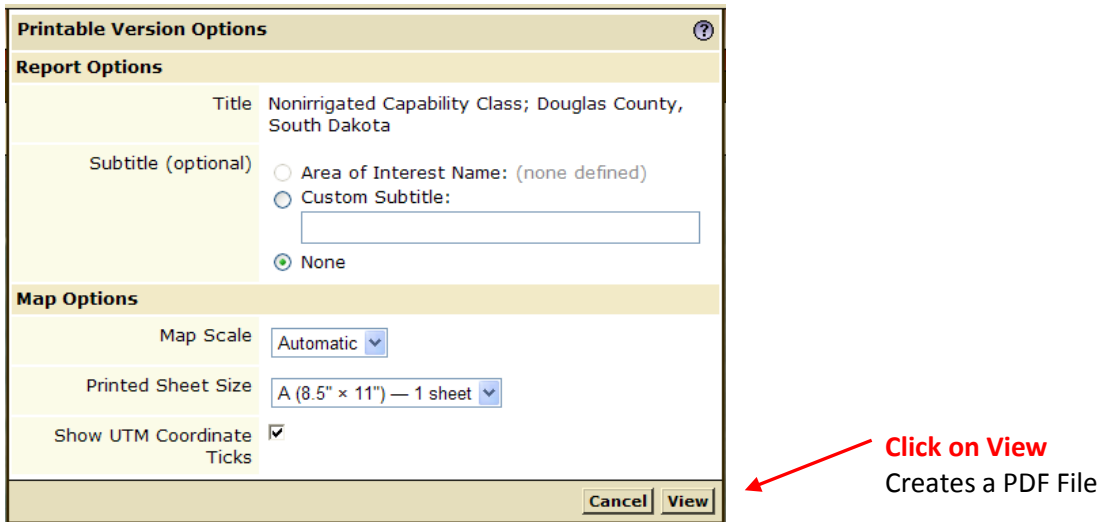 Printable Version Options ?
Report Options
Title Nonirrigated Capability Class; Douglas County,
South Dakota
Subtitle (optional)
Area of Interest Name: (none defined)
Custom Subtitle:
None
Map Options
Map Scale Automatic
Printed Sheet Size A (8.5" × 11") — 1 sheet
Show UTM Coordinate
Ticks
Cancel View
Click on View
Creates a PDF File